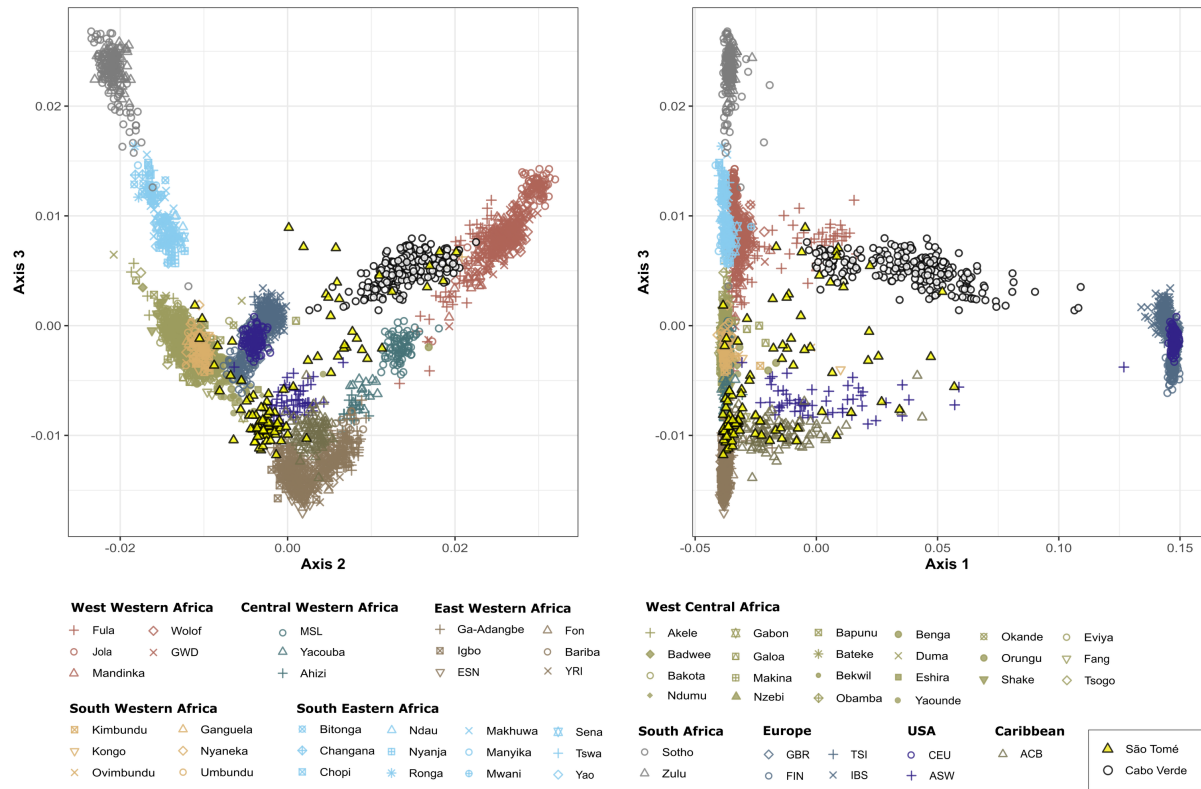 0.02
0.01
0.00
-0.01
Axis 3
-0.02
0.00
0.02
Axis 2
0.02
0.01
0.00
-0.01
Axis 3
-0.05
0.00
0.05
0.10
0.15
Axis 1
West Western Africa
Fula
Wolof
Jola
GWD
Mandinka
Central Western Africa
MSL
Yacouba
Ahizi
East Western Africa
Ga-Adangbe
Fon
Igbo
Bariba
ESN
YRI
West Central Africa
Akele
Gabon
Bapunu
Benga
Okande
Eviya
Badwee
Galoa
Bateke
Duma
Orungu
Fang
Bakota
Makina
Bekwil
Eshira
Shake
Tsogo
Ndumu
Nzebi
Obamba
Yaounde
South Western Africa
Kimbundu
Ganguela
Kongo
Nyaneka
Ovimbundu
Umbundu
South Eastern Africa
Bitonga
Ndau
Makhuwa
Sena
Changana
Nyanja
Manyika
Tswa
Chopi
Ronga
Mwani
Yao
South Africa
Sotho
Zulu
Europe
GBR
TSI
FIN
IBS
USA
CEU
ASW
Caribbean
ACB
São Tomé
Cabo Verde